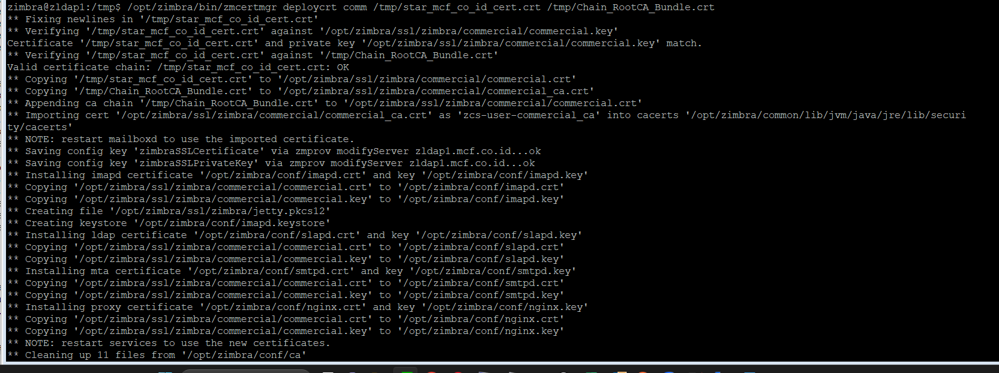 zimbra@zldap1:/tmp$ /opt/zimbra/bin/zmcertmgr deploycrt comm /tmp/star_mcf_co_id_cert.crt /tmp/Chain_RootCA_Bundle.crt
** Fixing newlines in '/tmp/star_mcf_co_id_cert.crt'
** Verifying '/tmp/star_mcf_co_id_cert.crt' against '/opt/zimbra/ssl/zimbra/commercial/commercial.key'
Certificate '/tmp/star_mcf_co_id_cert.crt' and private key '/opt/zimbra/ssl/zimbra/commercial/commercial.key' match.
** Verifying '/tmp/star_mcf_co_id_cert.crt' against '/tmp/Chain_RootCA_Bundle.crt'
Valid certificate chain: /tmp/star_mcf_co_id_cert.crt: OK
** Copying '/tmp/star_mcf_co_id_cert.crt' to '/opt/zimbra/ssl/zimbra/commercial/commercial.crt'
** Copying '/tmp/Chain_RootCA_Bundle.crt' to '/opt/zimbra/ssl/zimbra/commercial/commercial_ca.crt'
** Appending ca chain '/tmp/Chain_RootCA_Bundle.crt' to '/opt/zimbra/ssl/zimbra/commercial/commercial.crt'
** Importing cert '/opt/zimbra/ssl/zimbra/commercial/commercial_ca.crt' as 'zcs-user-commercial_ca' into cacerts '/opt/zimbra/common/lib/jvm/java/jre/lib/securi
ty/cacerts'
** NOTE: restart mailboxd to use the imported certificate.
** Saving config key 'zimbraSSLCertificate' via zmprov modifyServer zldap1.mcf.co.id...ok
** Saving config key 'zimbraSSLPrivateKey' via zmprov modifyServer zldap1.mcf.co.id...ok
** Installing imapd certificate '/opt/zimbra/conf/imapd.crt' and key '/opt/zimbra/conf/imapd.key'
** Copying '/opt/zimbra/ssl/zimbra/commercial/commercial.crt' to '/opt/zimbra/conf/imapd.crt'
** Copying '/opt/zimbra/ssl/zimbra/commercial/commercial.key' to '/opt/zimbra/conf/imapd.key'
** Creating file '/opt/zimbra/ssl/zimbra/jetty.pkcs12'
** Creating keystore '/opt/zimbra/conf/imapd.keystore'
** Installing ldap certificate '/opt/zimbra/conf/slapd.crt' and key '/opt/zimbra/conf/slapd.key'
** Copying '/opt/zimbra/ssl/zimbra/commercial/commercial.crt' to '/opt/zimbra/conf/slapd.crt'
** Copying '/opt/zimbra/ssl/zimbra/commercial/commercial.key' to '/opt/zimbra/conf/slapd.key'
** Installing mta certificate '/opt/zimbra/conf/smtpd.crt' and key '/opt/zimbra/conf/smtpd.key'
** Copying '/opt/zimbra/ssl/zimbra/commercial/commercial.crt' to '/opt/zimbra/conf/smtpd.crt'
** Copying '/opt/zimbra/ssl/zimbra/commercial/commercial.key' to '/opt/zimbra/conf/smtpd.key'
** Installing proxy certificate '/opt/zimbra/conf/nginx.crt' and key '/opt/zimbra/conf/nginx.key'
** Copying '/opt/zimbra/ssl/zimbra/commercial/commercial.crt' to '/opt/zimbra/conf/nginx.crt'
** Copying '/opt/zimbra/ssl/zimbra/commercial/commercial.key' to '/opt/zimbra/conf/nginx.key'
** NOTE: restart services to use the new certificates.
** Cleaning up 11 files from '/opt/zimbra/conf/ca'